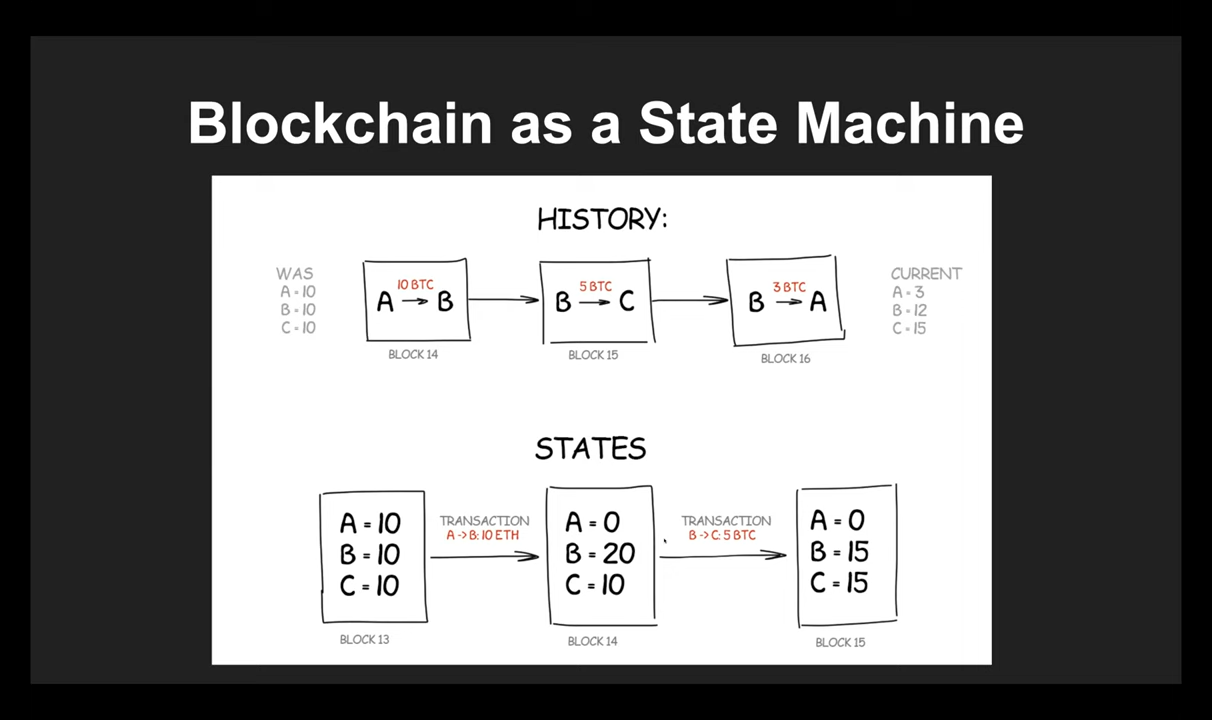 Blockchain as a State Machine
HISTORY:
WAS
A = 10
B = 10
C = 10
10 BTC
A → B
BLOCK 14
5 BTC
B → C
BLOCK 15
3 BTC
B → A
BLOCK 16
CURRENT
A = 3
B = 12
C = 15
STATES
A = 10
B = 10
C = 10
BLOCK 13
TRANSACTION
A -> B: 10 ETH
A = 0
B = 20
C = 10
BLOCK 14
TRANSACTION
B -> C: 5 BTC
A = 0
B = 15
C = 15
BLOCK 15